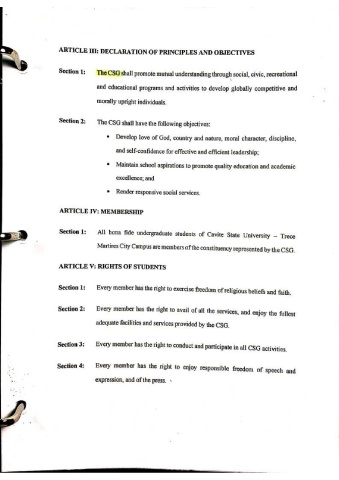 ARTICLE III: DECLARATION OF PRINCIPLES AND OBJECTIVES
Section 1: The CSG shall promote mutual understanding through social, civic, recreational
and educational programs and activities to develop globally competitive and
morally upright individuals.
Section 2: The CSG shall have the following objectives:
• Develop love of God, country and nature, moral character, discipline,
and self-confidence for effective and efficient leadership;
• Maintain school aspirations to promote quality education and academic
excellence; and
• Render responsive social services.
ARTICLE IV: MEMBERSHIP
Section 1: All bona fide undergraduate students of Cavite State University – Trece
Martires City Campus are members of the constituency represented by the CSG.
ARTICLE V: RIGHTS OF STUDENTS
Section 1: Every member has the right to exercise freedom of religious beliefs and faith.
Section 2: Every member has the right to avail of all the services, and enjoy the fullest
adequate facilities and services provided by the CSG.
Section 3: Every member has the right to conduct and participate in all CSG activities.
Section 4: Every member has the right to enjoy responsible freedom of speech and
expression, and of the press.